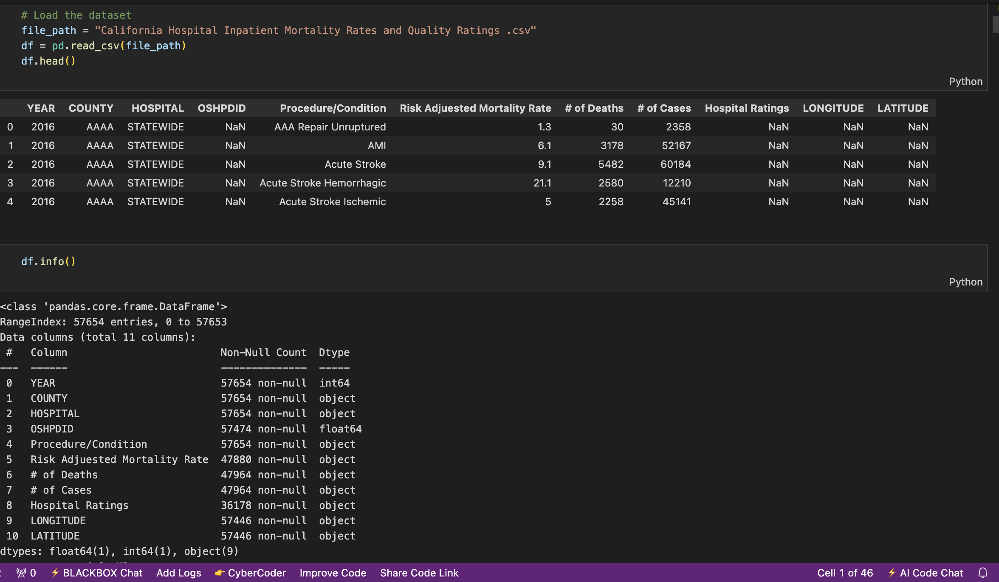 # Load the dataset
file_path = "California Hospital Inpatient Mortality Rates and Quality Ratings .csv"
df = pd.read_csv(file_path)
df.head()
Python
YEAR COUNTY HOSPITAL OSHPDID Procedure/Condition Risk Adjuested Mortality Rate # of Deaths # of Cases Hospital Ratings LONGITUDE LATITUDE
0 2016 AAAA STATEWIDE NaN AAA Repair Unruptured 1.3 30 2358 NaN NaN NaN
1 2016 AAAA STATEWIDE NaN AMI 6.1 3178 52167 NaN NaN NaN
2 2016 AAAA STATEWIDE NaN Acute Stroke 9.1 5482 60184 NaN NaN NaN
3 2016 AAAA STATEWIDE NaN Acute Stroke Hemorrhagic 21.1 2580 12210 NaN NaN NaN
4 2016 AAAA STATEWIDE NaN Acute Stroke Ischemic 5 2258 45141 NaN NaN NaN
df.info()
Python
<class 'pandas.core.frame.DataFrame'>
RangeIndex: 57654 entries, 0 to 57653
Data columns (total 11 columns):
# Column Non-Null Count Dtype
--- ------ -------------- -----
0 YEAR 57654 non-null int64
1 COUNTY 57654 non-null object
2 HOSPITAL 57654 non-null object
3 OSHPDID 57474 non-null float64
4 Procedure/Condition 57654 non-null object
5 Risk Adjuested Mortality Rate 47880 non-null object
6 # of Deaths 47964 non-null object
7 # of Cases 47964 non-null object
8 Hospital Ratings 36178 non-null object
9 LONGITUDE 57446 non-null object
10 LATITUDE 57446 non-null object
dtypes: float64(1), int64(1), object(9)
0 ⚡ BLACKBOX Chat Add Logs 👉 CyberCoder Improve Code Share Code Link Cell 1 of 46 ⚡ AI Code Chat